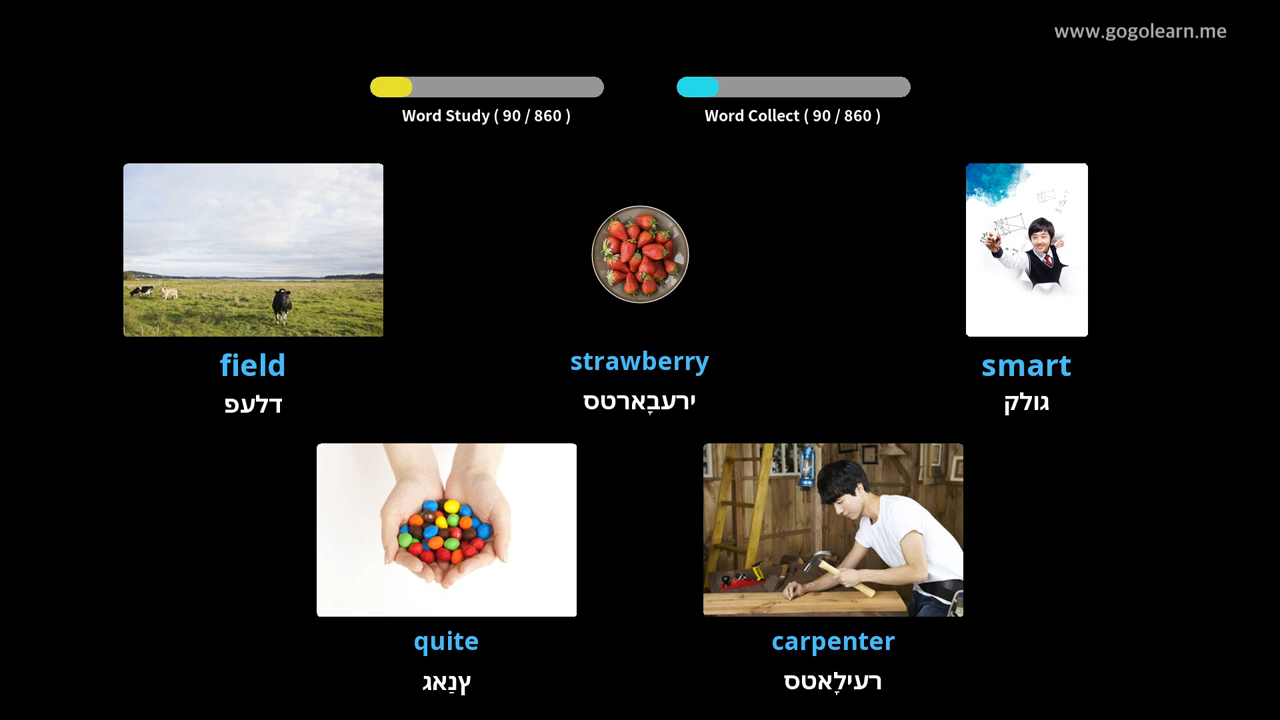 www.gogolearn.me
Word Study ( 90 / 860 )
Word Collect ( 90 / 860 )
field
דלעפ
strawberry
ירעבָארטס
smart
גולק
quite
ץנַאג
carpenter
רעילָאטס